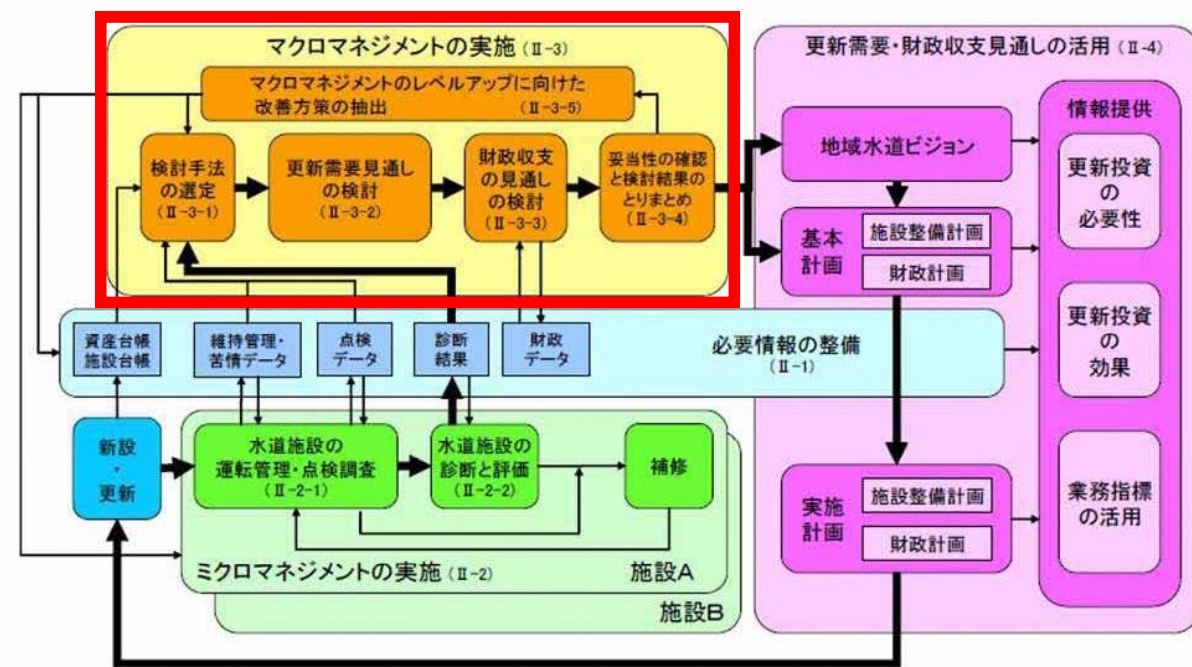 マクロマネジメントの実施(Ⅱ-3)
マクロマネジメントのレベルアップに向けた
改善方策の抽出 (Ⅱ-3-5)
検討手法
の選定
(Ⅱ-3-1)
更新需要見通し
の検討
(Ⅱ-3-2)
財政収支
の見通し
の検討
(Ⅱ-3-3)
妥当性の確認
と検討結果の
とりまとめ
(Ⅱ-3-4)
更新需要・財政収支見通しの活用(Ⅱ-4)
地域水道ビジョン
基本
計画
施設整備計画
財政計画
実施
計画
施設整備計画
財政計画
情報提供
更新投資
の
必要性
更新投資
の
効果
業務指標
の活用
資産台帳
施設台帳
維持管理・
苦情データ
点検
データ
診断
結果
財政
データ
必要情報の整備
(Ⅱ-1)
新設
・
更新
水道施設の
運転管理・点検調査
(Ⅱ-2-1)
水道施設の
診断と評価
(Ⅱ-2-2)
補修
ミクロマネジメントの実施(Ⅱ-2)
施設A
施設B